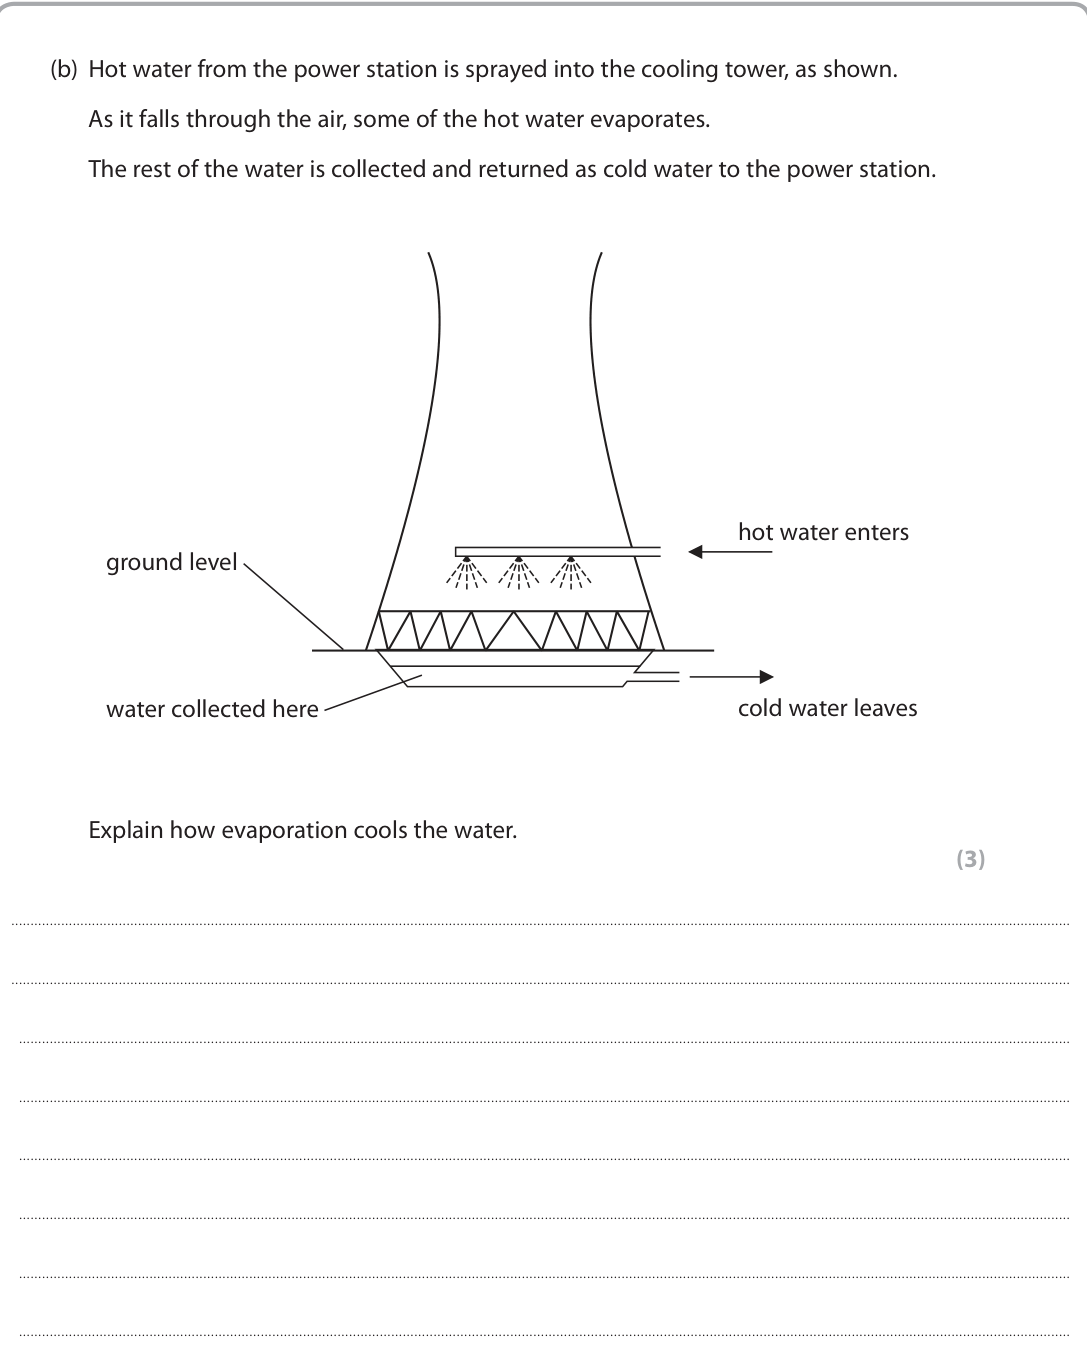 (b) Hot water from the power station is sprayed into the cooling tower, as shown.
As it falls through the air, some of the hot water evaporates.
The rest of the water is collected and returned as cold water to the power station.
hot water enters
ground level
water collected here
cold water leaves
Explain how evaporation cools the water.
(3)